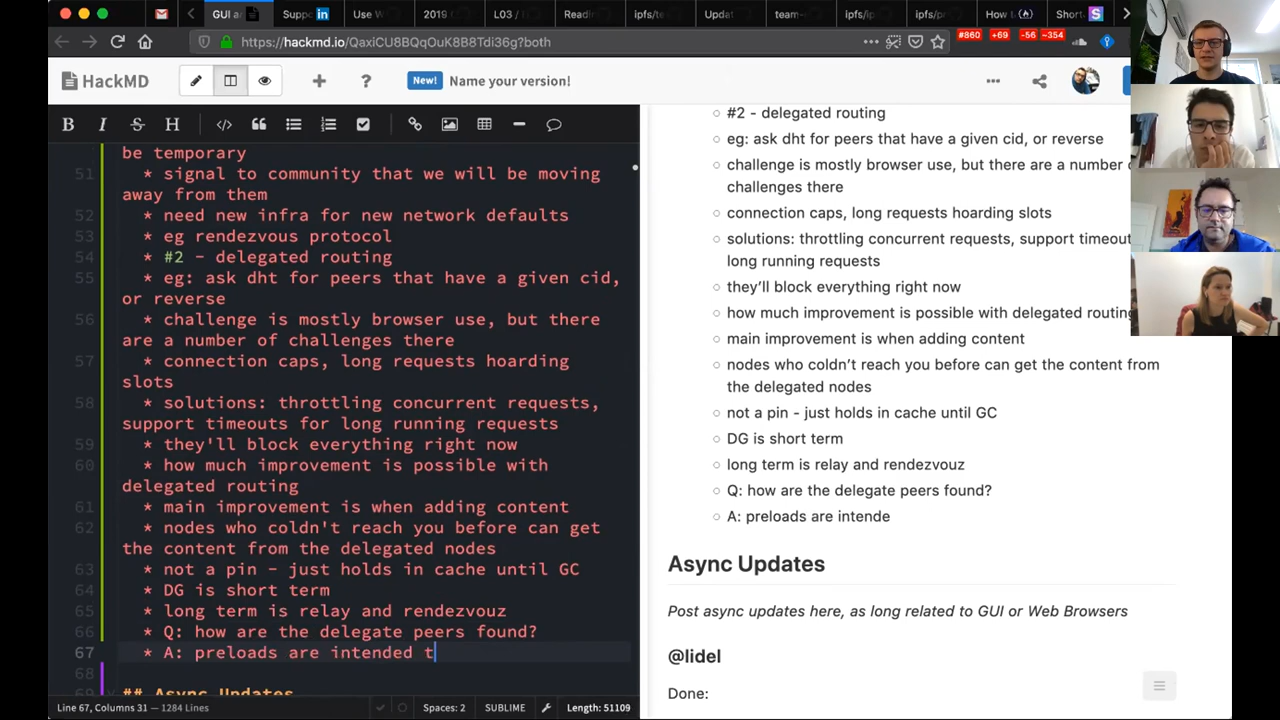 GUI an
Suppo
Use W
2019
L03 /
Readin
ipfs/te
Updat
team-
ipfs/ip
ipfs/p
How t
Short
https://hackmd.io/QaxiCU8BQqOuK8B8Tdi36g?both
#860
+69
-56
~354
HackMD
New!
Name your version!
be temporary
51 * signal to community that we will be moving
away from them
52 * need new infra for new network defaults
53 * eg rendezvous protocol
54 * #2 - delegated routing
55 * eg: ask dht for peers that have a given cid,
or reverse
56 * challenge is mostly browser use, but there
are a number of challenges there
57 * connection caps, long requests hoarding
slots
58 * solutions: throttling concurrent requests,
support timeouts for long running requests
59 * they'll block everything right now
60 * how much improvement is possible with
delegated routing
61 * main improvement is when adding content
62 * nodes who coldn't reach you before can get
the content from the delegated nodes
63 * not a pin - just holds in cache until GC
64 * DG is short term
65 * long term is relay and rendezvouz
66 * Q: how are the delegate peers found?
67 * A: preloads are intended t
68
69 ## Async Updates
Line 67, Columns 31 — 1284 Lines
Spaces: 2
SUBLIME
Length: 51109
#2 - delegated routing
eg: ask dht for peers that have a given cid, or reverse
challenge is mostly browser use, but there are a number
challenges there
connection caps, long requests hoarding slots
solutions: throttling concurrent requests, support timeout
long running requests
they’ll block everything right now
how much improvement is possible with delegated routing
main improvement is when adding content
nodes who coldn’t reach you before can get the content from
the delegated nodes
not a pin - just holds in cache until GC
DG is short term
long term is relay and rendezvouz
Q: how are the delegate peers found?
A: preloads are intende
Async Updates
Post async updates here, as long related to GUI or Web Browsers
@lidel
Done: